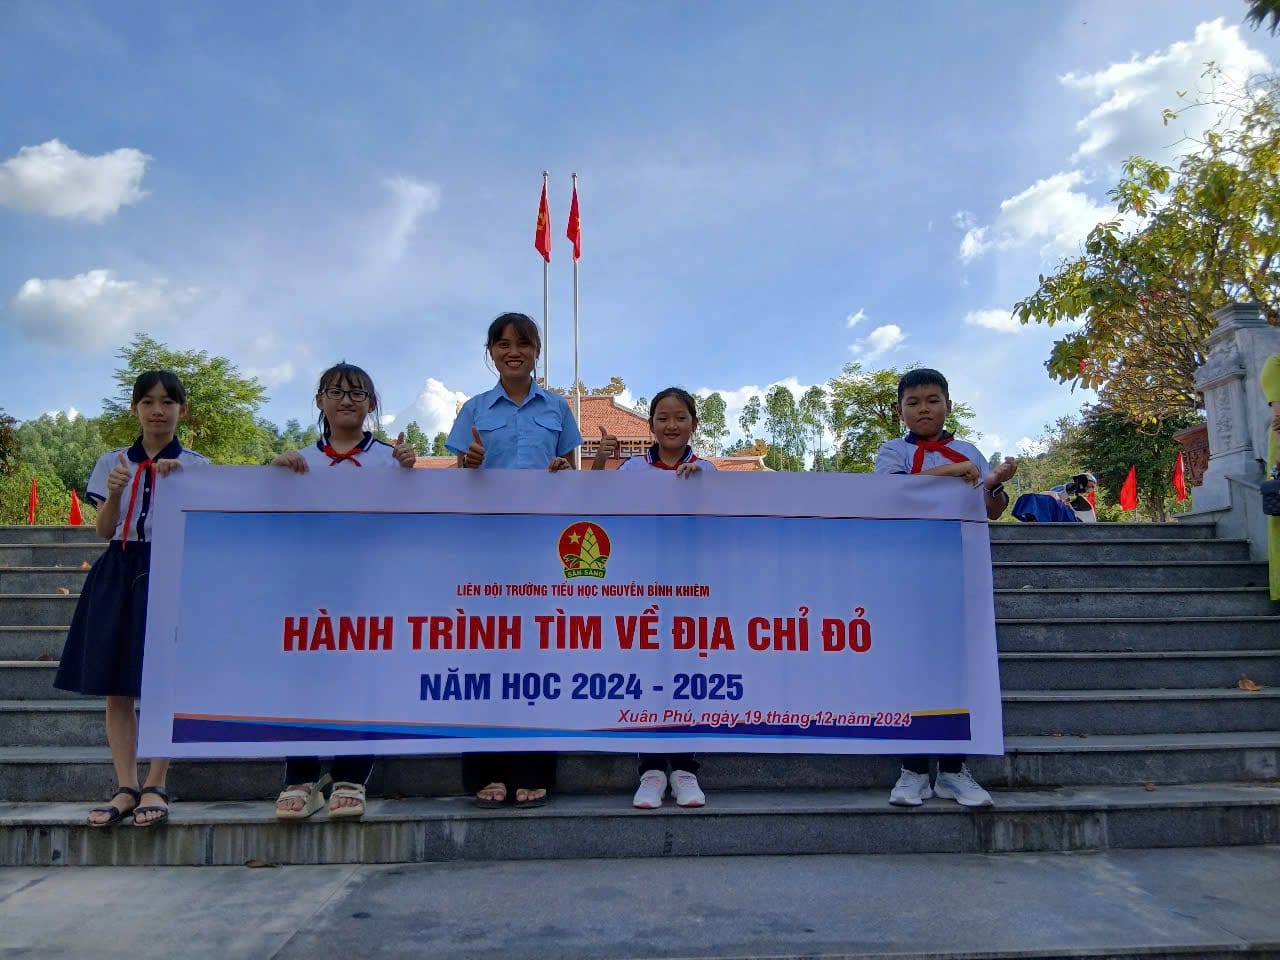 SẴN SÀNG
LIÊN ĐỘI TRƯỜNG TIỂU HỌC NGUYỄN BỈNH KHIÊM
HÀNH TRÌNH TÌM VỀ ĐỊA CHỈ ĐỎ
NĂM HỌC 2024 - 2025
Xuân Phú, ngày 19 tháng 12 năm 2024